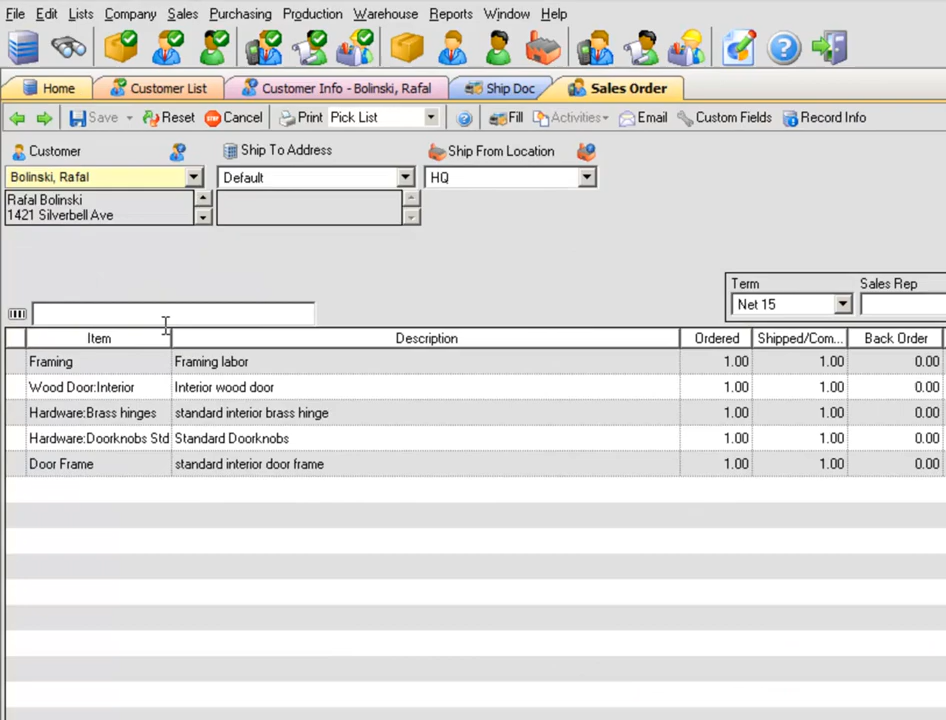 File Edit Lists Company Sales Purchasing Production Warehouse Reports Window Help
Home Customer List Customer Info - Bolinski, Rafal Ship Doc Sales Order
Save Reset Cancel Print Pick List Fill Activities Email Custom Fields Record Info
Customer Ship To Address Ship From Location
Bolinski, Rafal Default HQ
Rafal Bolinski
1421 Silverbell Ave
Term Sales Rep
Net 15
Item Description Ordered Shipped/Com... Back Order
Framing Framing labor 1.00 1.00 0.00
Wood Door:Interior Interior wood door 1.00 1.00 0.00
Hardware:Brass hinges standard interior brass hinge 1.00 1.00 0.00
Hardware:Doorknobs Std Standard Doorknobs 1.00 1.00 0.00
Door Frame standard interior door frame 1.00 1.00 0.00